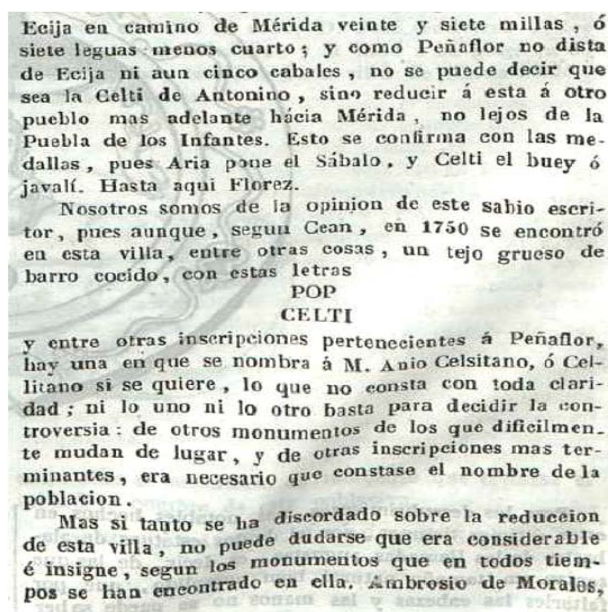 Ecija en camino de Mérida veinte y siete millas, ó
siete leguas menos cuarto; y como Peñaflor no dista
de Ecija ni aun cinco cabales, no se puede decir que
sea la Celti de Antonino, sino reducir á esta á otro
pueblo mas adelante hácia Mérida, no lejos de la
Puebla de los Infantes. Esto se confirma con las me-
dallas, pues Aria pone el Sábalo, y Celti el buey ó
javalí. Hasta aqui Florez.
Nosotros somos de la opinion de este sabio escri-
tor, pues aunque, segun Cean, en 1750 se encontró
en esta villa, entre otras cosas, un tejo grueso de
barro cocido, con estas letras
POP
CELTI
y entre otras inscripciones pertenecientes á Peñaflor,
hay una en que se nombra á M. Anio Celsitano, ó Cel-
litano si se quiere, lo que no consta con toda clari-
dad; ni lo uno ni lo otro basta para decidir la con-
troversia: de otros monumentos de los que dificilmen-
te mudan de lugar, y de otras inscripciones mas ter-
minantes, era necesario que constase el nombre de la
poblacion.
Mas si tanto se ha discordado sobre la reduccion
de esta villa, no puede dudarse que era considerable
é insigne, segun los monumentos que en todos tiem-
pos se han encontrado en ella. Ambrosio de Morales,